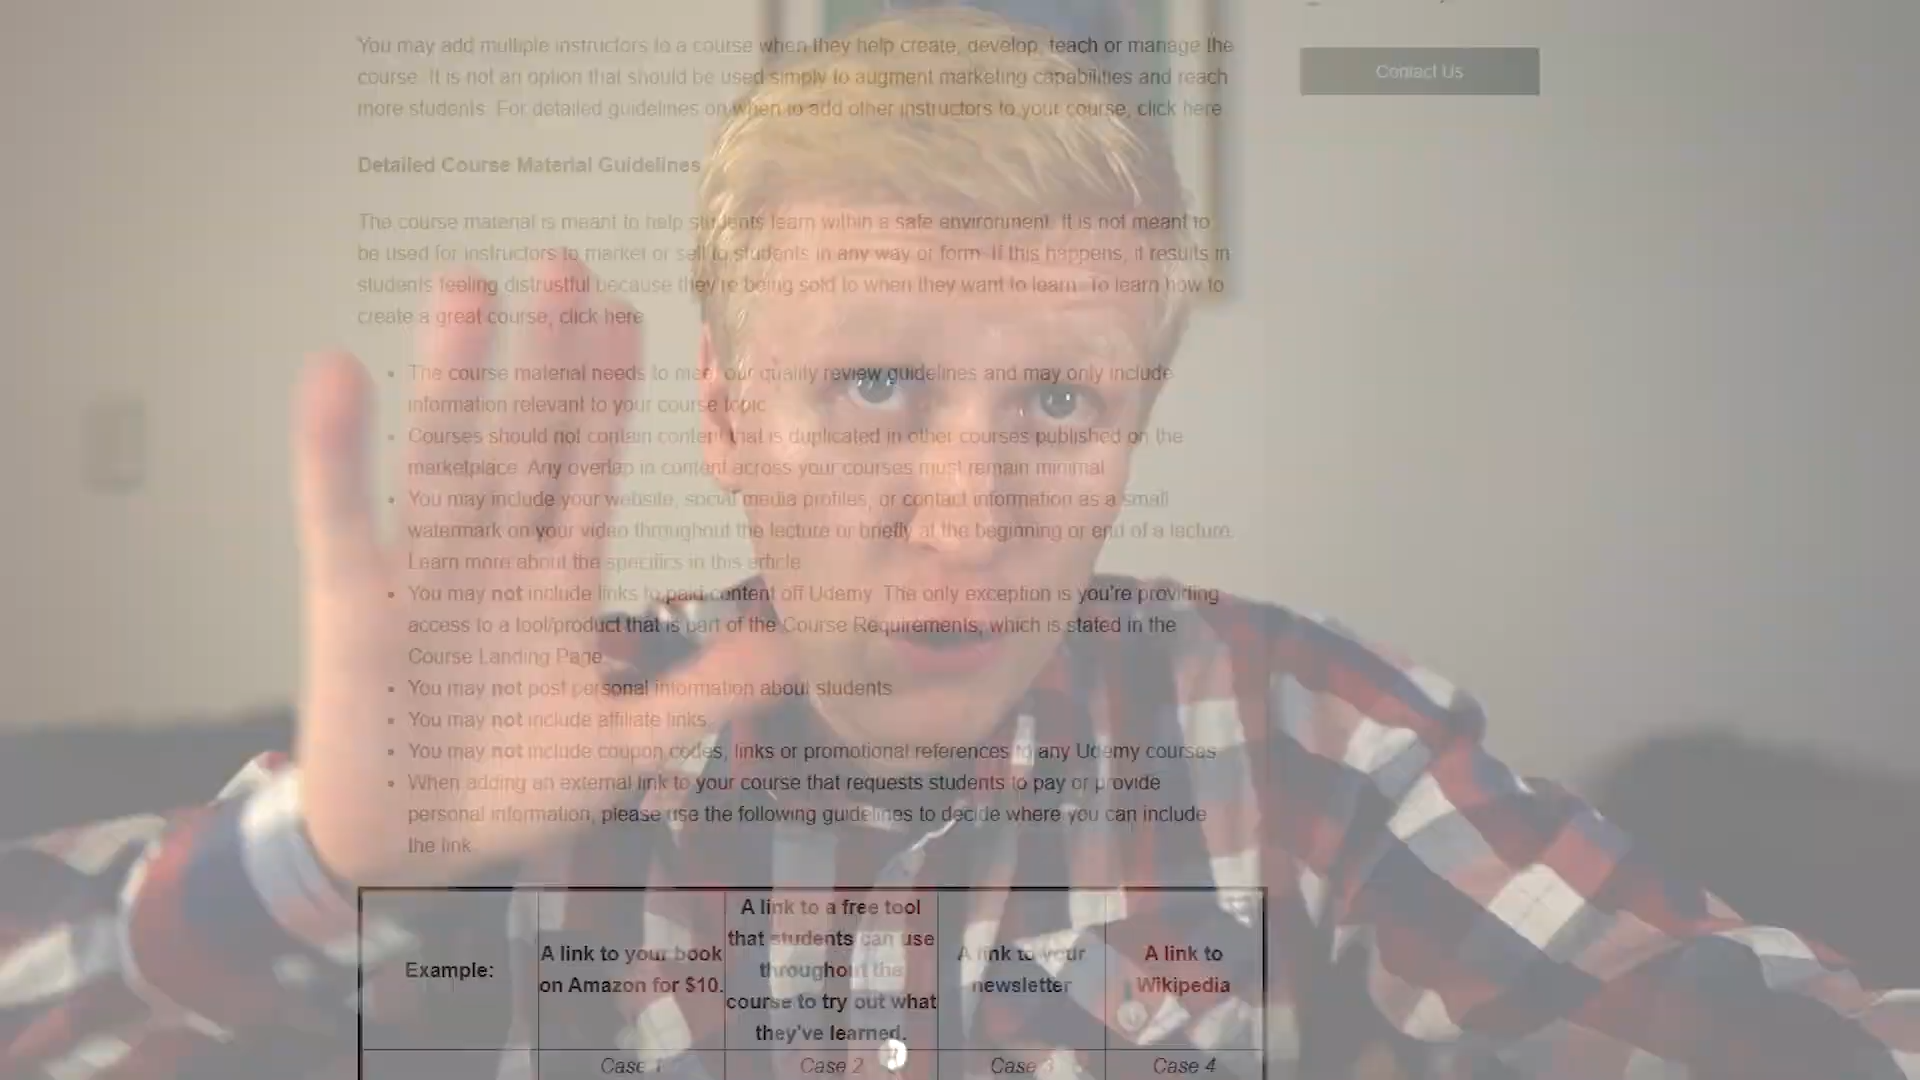 You may add multiple instructors to a course when they help create, develop, teach or manage the
Contact Us
course. It is not an option that should be used simply to augment marketing capabilities and reach
more students. For detailed guidelines on when to add other instructors to your course, click here
Detailed Course Material Guidelines
The course material is meant to help students learn within a safe environment. It is not meant to
be used for instructors to market or sell to students in any way or form. If this happens, it results in
students feeling distrustful because they're being sold to when they want to learn. To learn how to
create a great course, click here
• The course material needs to meet our quality review guidelines and may only include
information relevant to your course topic
• Courses should not contain content that is duplicated in other courses published on the
marketplace. Any overlap in content across your courses must remain minimal
• You may include your website, social media profiles, or contact information as a small
watermark on your video throughout the lecture or briefly at the beginning or end of a lecture.
Learn more about the specifics in this article
• You may not include links to paid content off Udemy. The only exception is you're providing
access to a tool/product that is part of the Course Requirements, which is stated in the
Course Landing Page.
• You may not post personal information about students
• You may not include affiliate links.
• You may not include coupon codes, links or promotional references to any Udemy courses
• When adding an external link to your course that requests students to pay or provide
personal information, please use the following guidelines to decide where you can include
the link.
Example:
A link to your book
on Amazon for $10.
A link to a free tool
that students can use
throughout the
course to try out what
they've learned.
A link to your
newsletter
A link to
Wikipedia
Case 1
Case 2
Case 3
Case 4